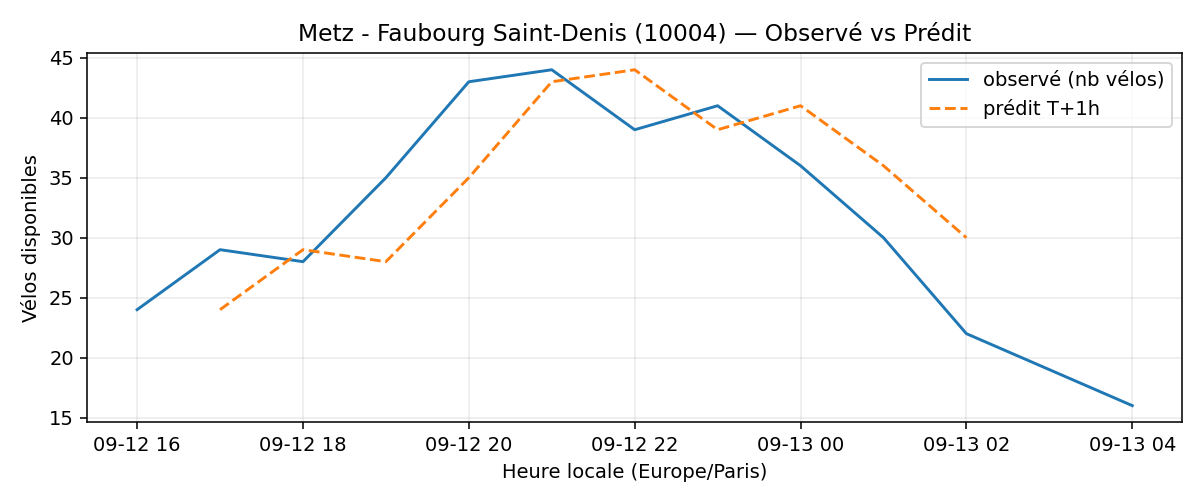 Metz - Faubourg Saint-Denis (10004) — Observé vs Prédit
45
40
35
30
25
20
15
Vélos disponibles
observé (nb vélos)
prédit T+1h
09-12 16
09-12 18
09-12 20
09-12 22
09-13 00
09-13 02
09-13 04
Heure locale (Europe/Paris)